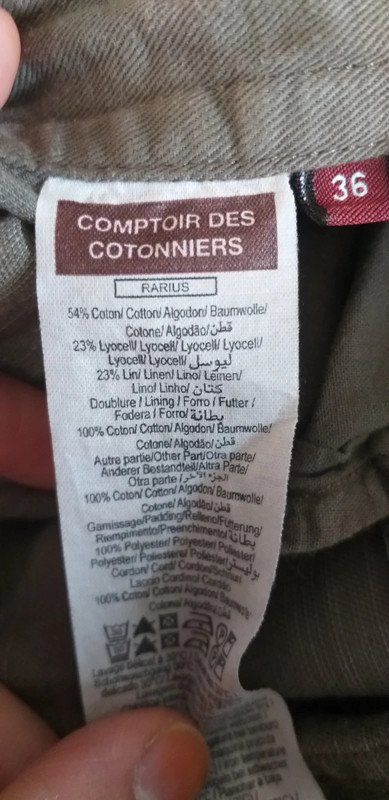 36
COMPTOIR DES
COTONNIERS
RARIUS
54% Coton/ Cotton/ Algodon/ Baumwolle/
Cotone/ Algodão/ قطن
23% Lyocell/ Lyocell/ Lyocell/ Lyocell/
Lyocell/ Lyocell/ ليوسل
23% Lin/ Linen/ Lino/ Leinen/
Lino/ Linho/ كتان
Doublure / Lining / Forro / Futter /
Fodera / Forro/ بطانة
100% Coton/ Cotton/ Algodon/ Baumwolle/
Cotone/ Algodão/ قطن
Autre partie/Other Part/Otra parte/
Anderer Bestandteil/Altra Parte/
Otra parte / الجزء الآخر
100% Coton/ Cotton/ Algodon/ Baumwolle/
Cotone/ Algodão/ قطن
Garnissage/Padding/Relleno/Fütterung/
Riempimento/Preenchimento/ بطانة
100% Polyester/ Polyester/ Poliester/
Polyester/ Poliestere/ Poliester/ بوليستر
Cordon/ Cord/ Cordon/
100% Coton/ Cotton/ Algodon/ Baumwolle/
Cotone/ Algodão/ قطن
Lavage délicat à